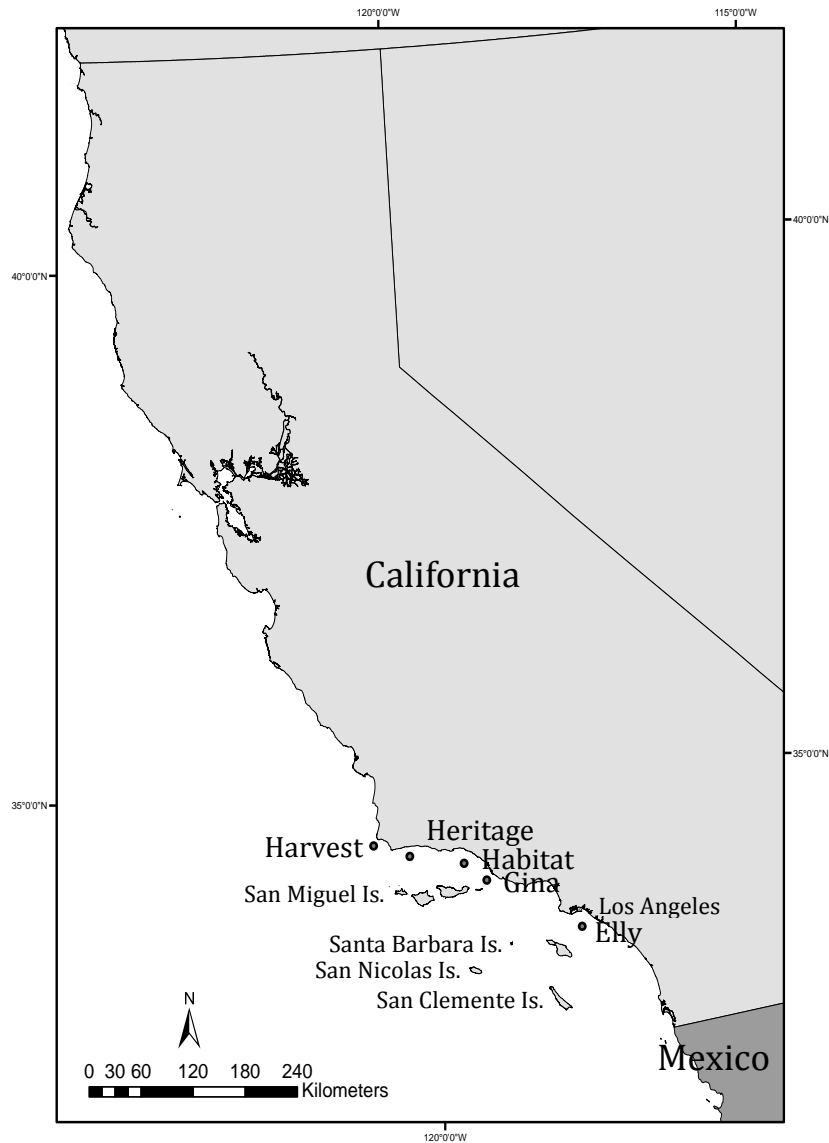 120°0'0"W
115°0'0"W
40°0'0"N
40°0'0"N
California
35°0'0"N
35°0'0"N
Heritage
Harvest
Habitat
Gina
San Miguel Is.
Los Angeles
Elly
Santa Barbara Is.
San Nicolas Is.
San Clemente Is.
N
Mexico
0 30 60 120 180 240
Kilometers
120°0'0"W